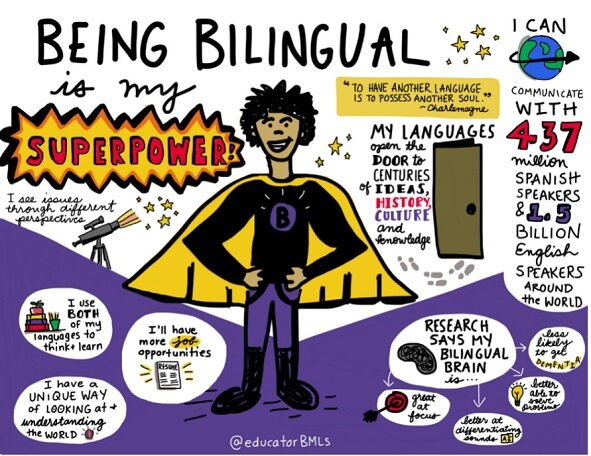 BEING BILINGUAL
is my
SUPERPOWER!
I see issues
through different
perspectives
B
"TO HAVE ANOTHER LANGUAGE
IS TO POSSESS ANOTHER SOUL."
~Charlemagne
MY LANGUAGES
open the
DOOR to
CENTURIES
of IDEAS,
HISTORY,
CULTURE
and
knowledge
I CAN
COMMUNICATE
WITH
437
million
SPANISH
SPEAKERS
& 1.5
BILLION
English
SPEAKERS
AROUND
the WORLD
I use
BOTH
of my
languages to
think + learn
I'll have
more job
opportunities
RESUME
I have a
UNIQUE WAY
OF LOOKING AT +
understanding
the WORLD
RESEARCH
SAYS MY
BILINGUAL
BRAIN
is...
great
at
focus
better at
differentiating
sounds
better
able to
solve
problems
less
likely
to get
DEMENTIA
@educatorBMLs